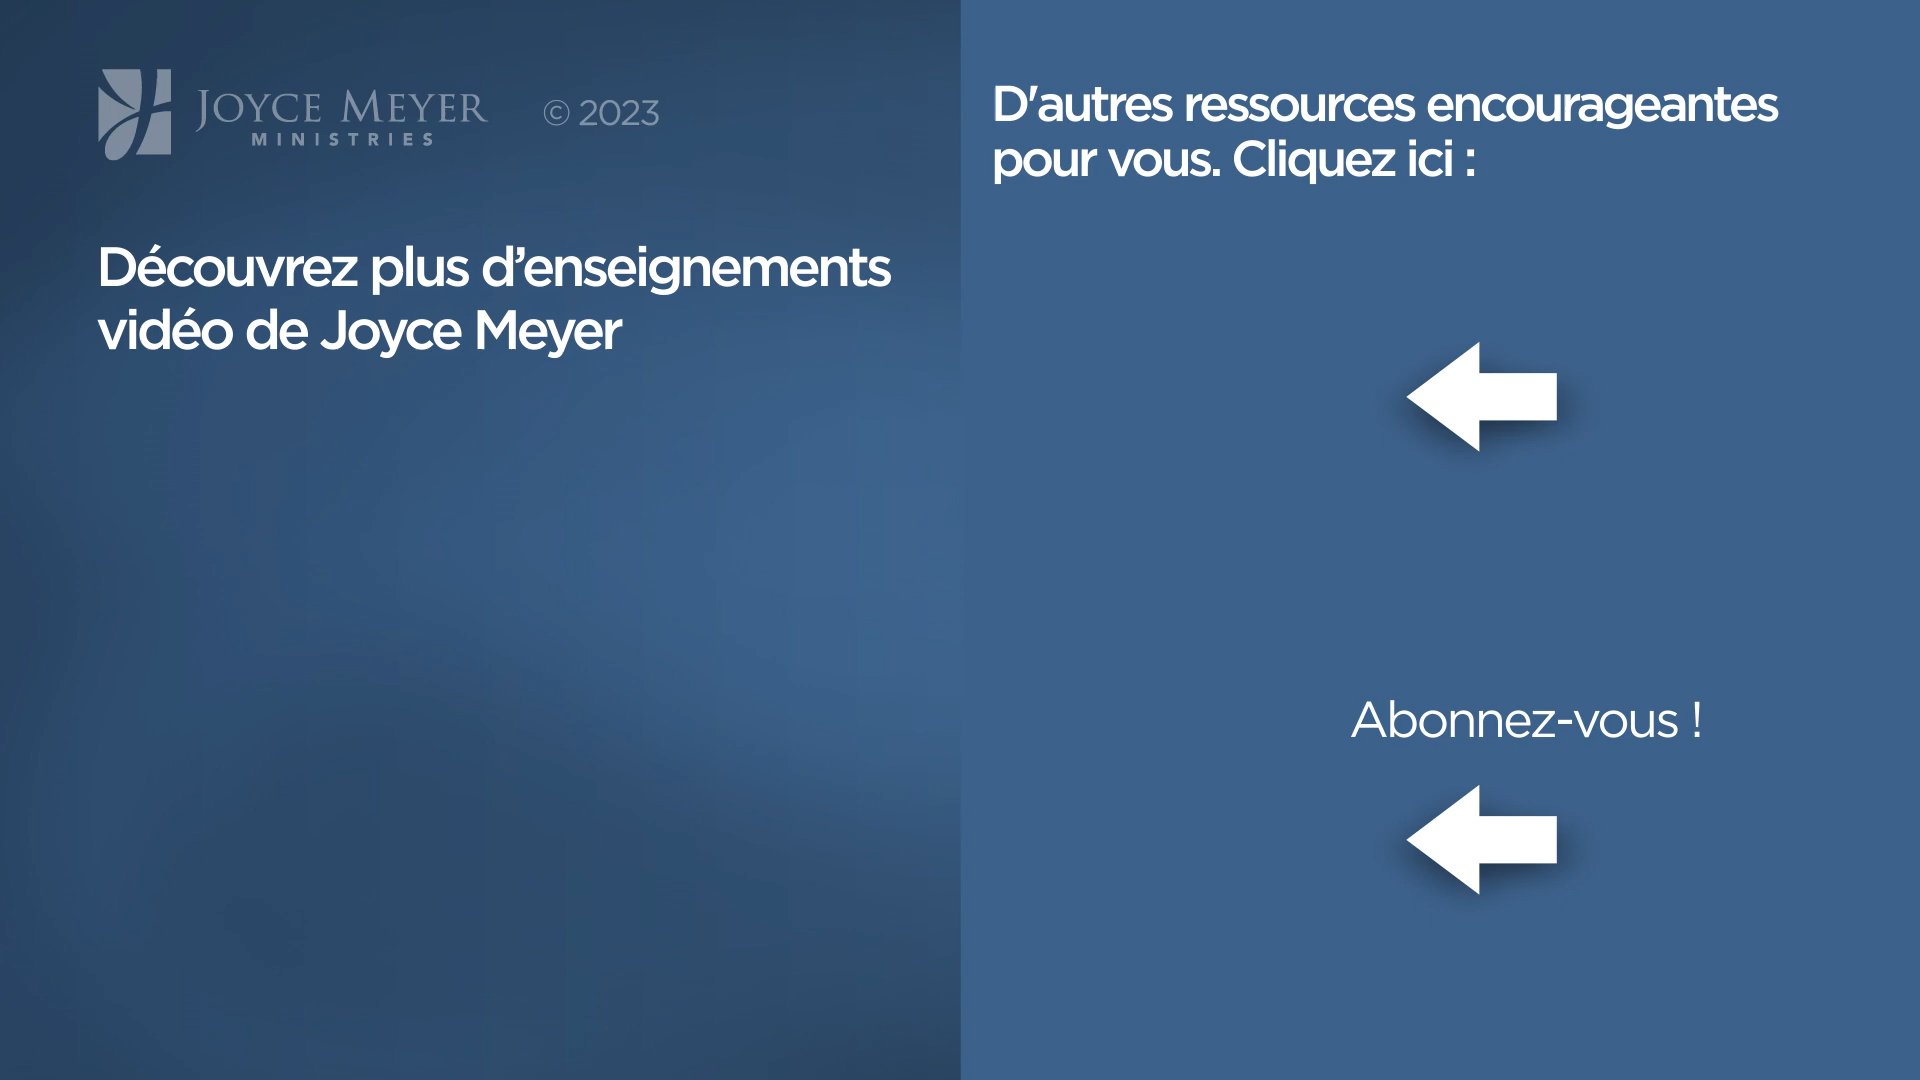 JOYCE MEYER
MINISTRIES
© 2023
Découvrez plus d’enseignements
vidéo de Joyce Meyer
D'autres ressources encourageantes
pour vous. Cliquez ici :
Abonnez-vous !